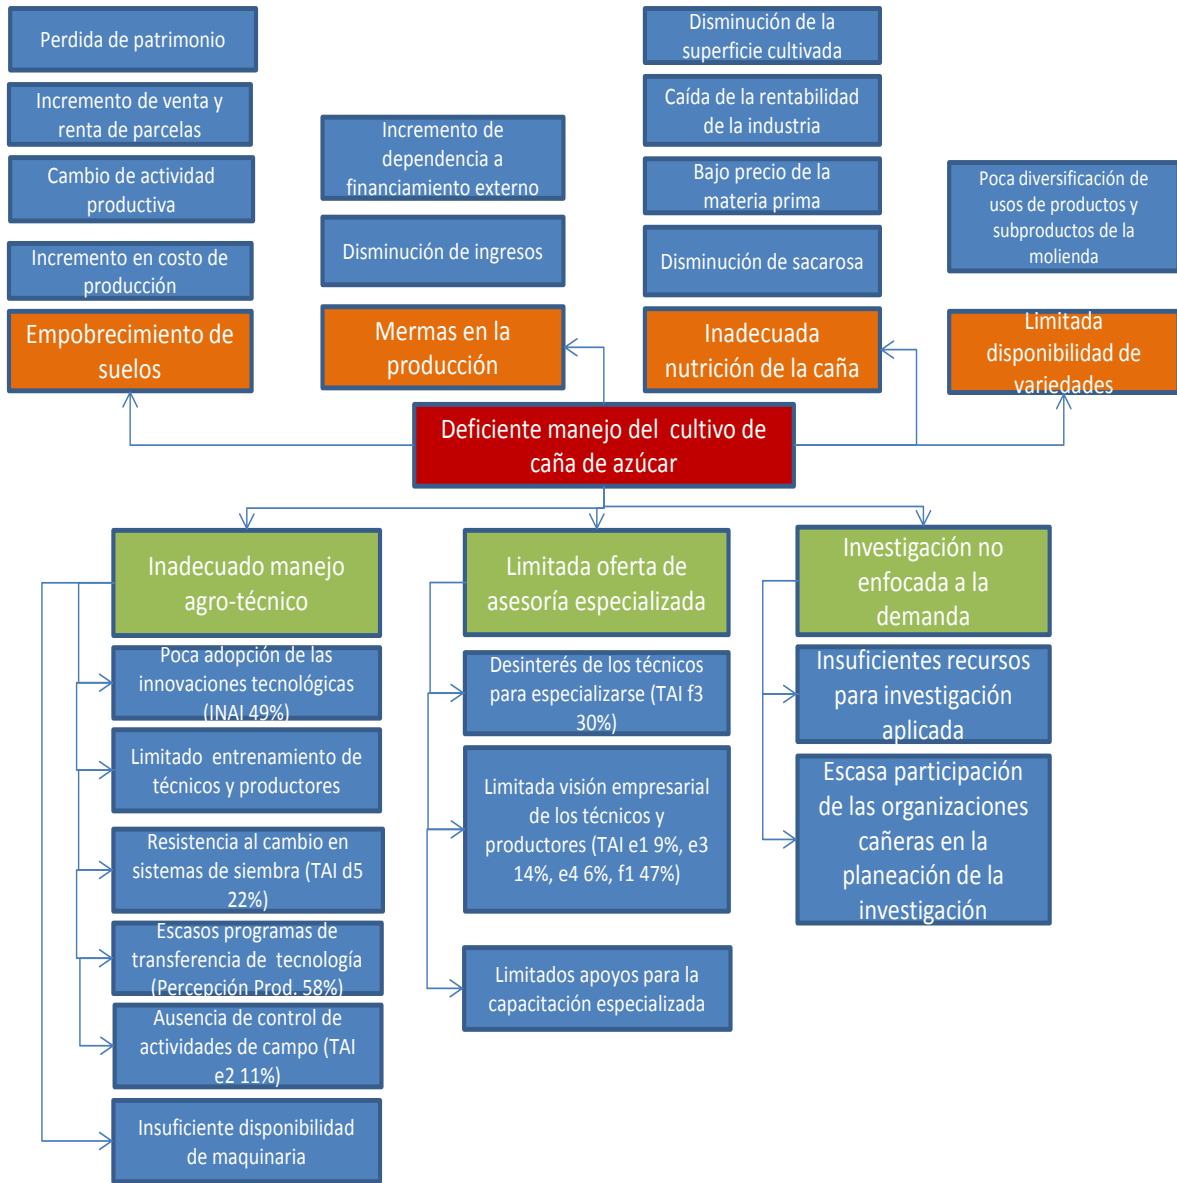 Perdida de patrimonio
Incremento de venta y
renta de parcelas
Cambio de actividad
productiva
Incremento en costo de
producción
Empobrecimiento de
suelos
Incremento de
dependencia a
financiamiento externo
Disminución de ingresos
Mermas en la
producción
Disminución de la
superficie cultivada
Caída de la rentabilidad
de la industria
Bajo precio de la
materia prima
Disminución de sacarosa
Inadecuada
nutrición de la caña
Poca diversificación de
usos de productos y
subproductos de la
molienda
Limitada
disponibilidad de
variedades
Deficiente manejo del cultivo de
caña de azúcar
Inadecuado manejo
agro-técnico
Poca adopción de las
innovaciones tecnológicas
(INAI 49%)
Limitado entrenamiento de
técnicos y productores
Resistencia al cambio en
sistemas de siembra (TAI d5
22%)
Escasos programas de
transferencia de tecnología
(Percepción Prod. 58%)
Ausencia de control de
actividades de campo (TAI
e2 11%)
Insuficiente disponibilidad
de maquinaria
Limitada oferta de
asesoría especializada
Desinterés de los técnicos
para especializarse (TAI f3
30%)
Limitada visión empresarial
de los técnicos y
productores (TAI e1 9%, e3
14%, e4 6%, f1 47%)
Limitados apoyos para la
capacitación especializada
Investigación no
enfocada a la
demanda
Insuficientes recursos
para investigación
aplicada
Escasa participación
de las organizaciones
cañeras en la
planeación de la
investigación